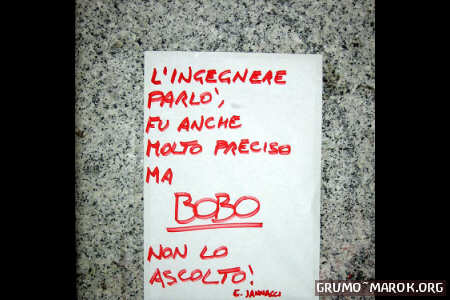 L'INGEGNERE
PARLO',
FU ANCHE
MOLTO PRECISO
MA
BOBO
NON LO
ASCOLTO'!
E. JANNACCI
GRUMO~MAROK.ORG